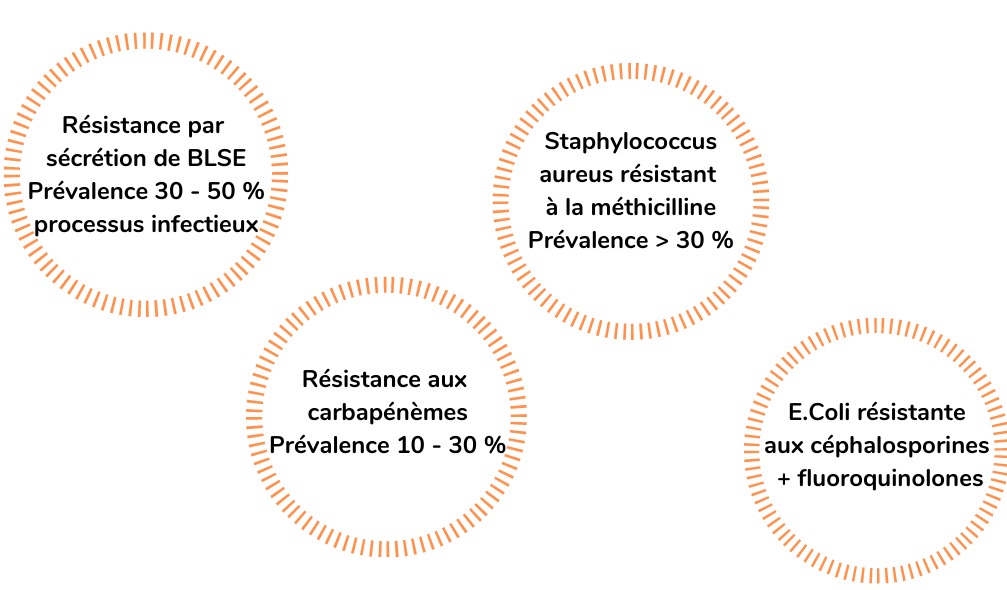 Résistance par
sécrétion de BLSE
Prévalence 30 - 50 %
processus infectieux
Staphylococcus
aureus résistant
à la méthicilline
Prévalence > 30 %
Résistance aux
carbapénèmes
Prévalence 10 - 30 %
E.Coli résistante
aux céphalosporines
+ fluoroquinolones